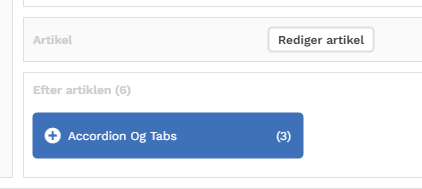 Artikel
Rediger artikel
Efter artiklen (6)
Accordion Og Tabs (3)